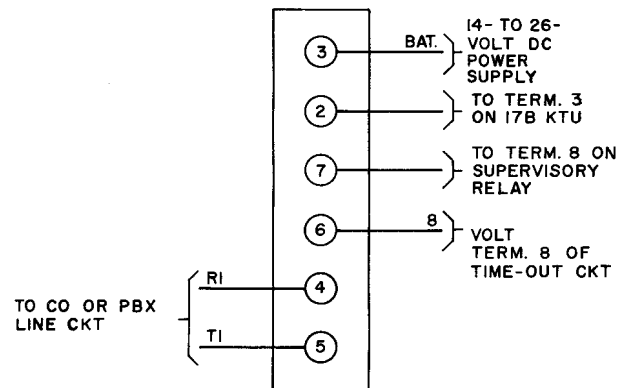 3
BAT.
14- TO 26-
VOLT DC
POWER
SUPPLY
2
TO TERM. 3
ON 17B KTU
7
TO TERM. 8 ON
SUPERVISORY
RELAY
6
8
VOLT
TERM. 8 OF
TIME-OUT CKT
TO CO OR PBX
LINE CKT
R1
4
T1
5